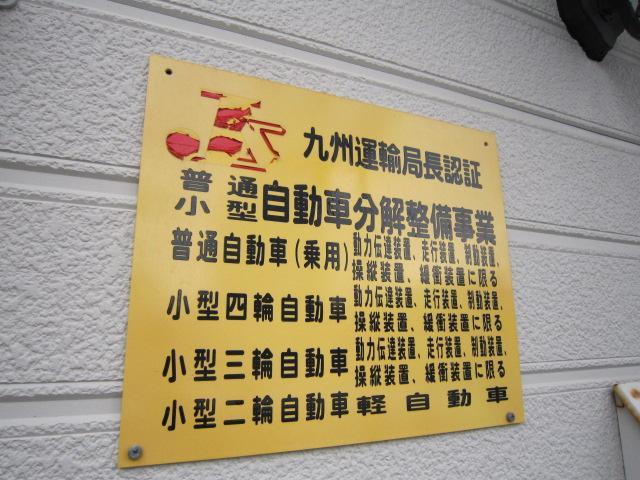 九州運輸局長認証
普通
小型 自動車分解整備事業
普通自動車(乗用) 動力伝達装置、走行装置、制動装置、
操縦装置、緩衝装置に限る
小型四輪自動車 動力伝達装置、走行装置、制動装置、
操縦装置、緩衝装置に限る
小型三輪自動車 動力伝達装置、走行装置、制動装置、
操縦装置、緩衝装置に限る
小型二輪自動車 軽自動車